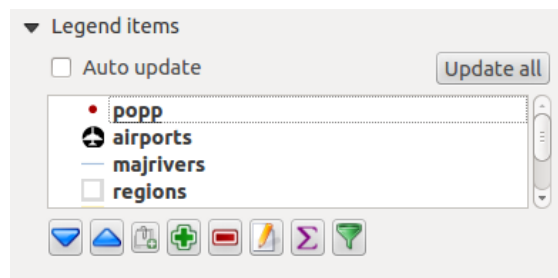 Legend items
Auto update Update all
popp
airports
majrivers
regions
Σ